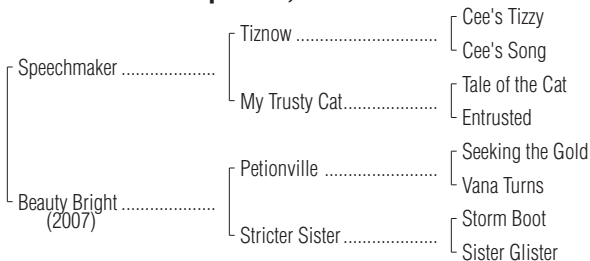 Cee's Tizzy
Tiznow ..............................
Cee's Song
Speechmaker ....................
Tale of the Cat
My Trusty Cat....................
Entrusted
Seeking the Gold
Petionville ........................
Vana Turns
Beauty Bright ....................
(2007)
Storm Boot
Stricter Sister....................
Sister Glister